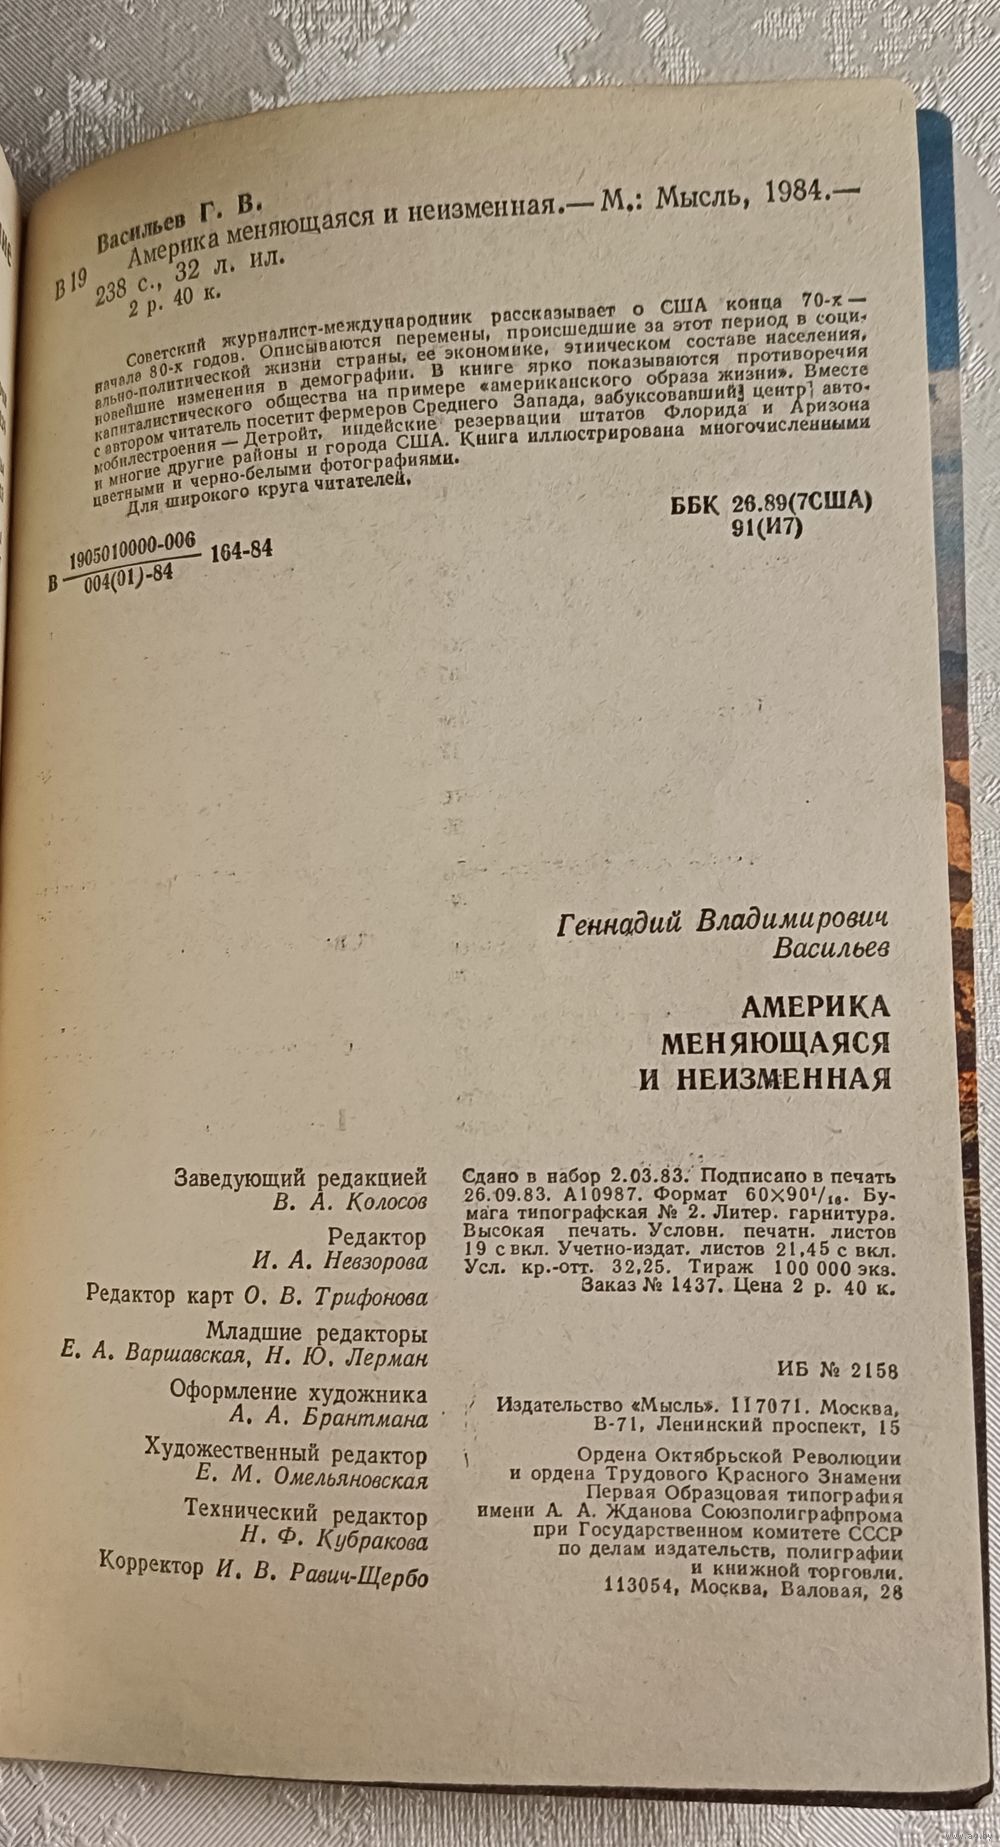 Васильев Г. В.
В 19
Америка меняющаяся и неизменная.— М.: Мысль, 1984.—
238 с., 32 л. ил.
2 р. 40 к.
Советский журналист-международник рассказывает о США конца 70-х —
начала 80-х годов. Описываются перемены, происшедшие за этот период в соци-
ально-политической жизни страны, ее экономике, этническом составе населения,
новейшие изменения в демографии. В книге ярко показываются противоречия
капиталистического общества на примере «американского образа жизни». Вместе
с автором читатель посетит фермеров Среднего Запада, забуксовавший центр авто-
мобилестроения — Детройт, индейские резервации штатов Флорида и Аризона
и многие другие районы и города США. Книга иллюстрирована многочисленными
цветными и черно-белыми фотографиями.
Для широкого круга читателей.
В 1905010000-006
004(01)-84
164-84
ББК 26.89(7США)
91(И7)
Геннадий Владимирович
Васильев
АМЕРИКА
МЕНЯЮЩАЯСЯ
И НЕИЗМЕННАЯ
Заведующий редакцией
В. А. Колосов
Редактор
И. А. Невзорова
Редактор карт О. В. Трифонова
Младшие редакторы
Е. А. Варшавская, Н. Ю. Лерман
Оформление художника
А. А. Брантмана
Художественный редактор
Е. М. Омельяновская
Технический редактор
Н. Ф. Кубракова
Корректор И. В. Равич-Щербо
Сдано в набор 2.03.83. Подписано в печать
26.09.83. А10987. Формат 60×90¹/₁₆. Бу-
мага типографская № 2. Литер. гарнитура.
Высокая печать. Условн. печатн. листов
19 с вкл. Учетно-издат. листов 21,45 с вкл.
Усл. кр.-отт. 32,25. Тираж 100 000 экз.
Заказ № 1437. Цена 2 р. 40 к.
ИБ № 2158
Издательство «Мысль». 117071. Москва,
В-71, Ленинский проспект, 15
Ордена Октябрьской Революции
и ордена Трудового Красного Знамени
Первая Образцовая типография
имени А. А. Жданова Союзполиграфпрома
при Государственном комитете СССР
по делам издательств, полиграфии
и книжной торговли.
113054, Москва, Валовая, 28